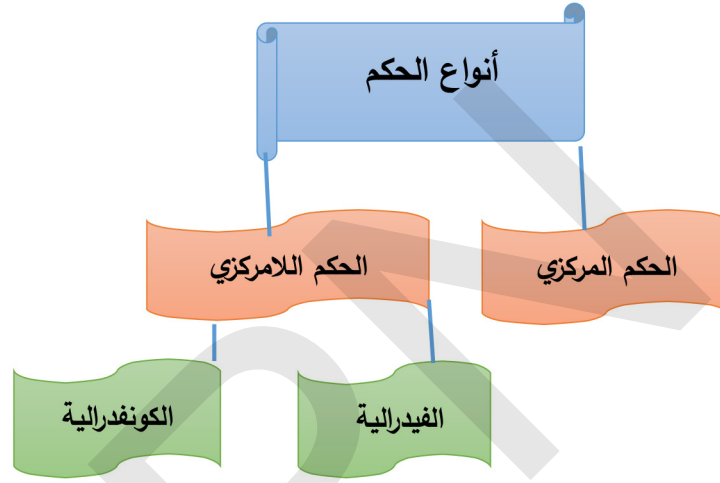 أنواع الحكم
الحكم المركزي
الحكم اللامركزي
الفيدرالية
الكونفدرالية